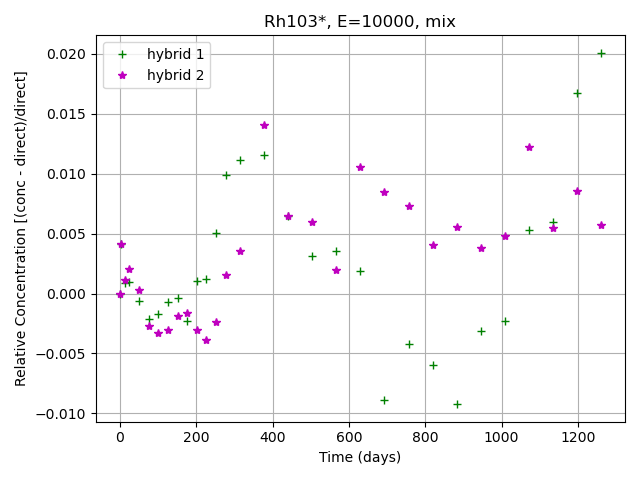 Rh103*, E=10000, mix
hybrid 1
hybrid 2
Relative Concentration [(conc - direct)/direct]
0.020
0.015
0.010
0.005
0.000
−0.005
−0.010
0 200 400 600 800 1000 1200
Time (days)